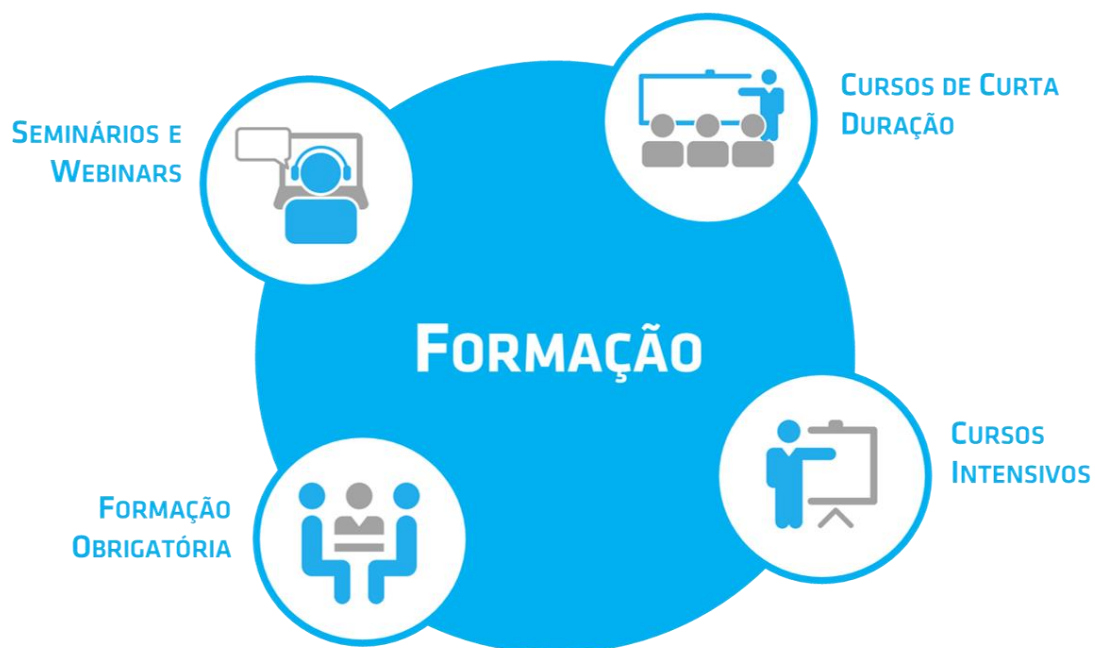 Seminários e
Webinars
Cursos de Curta
Duração
Formação
Cursos
Intensivos
Formação
Obrigatória